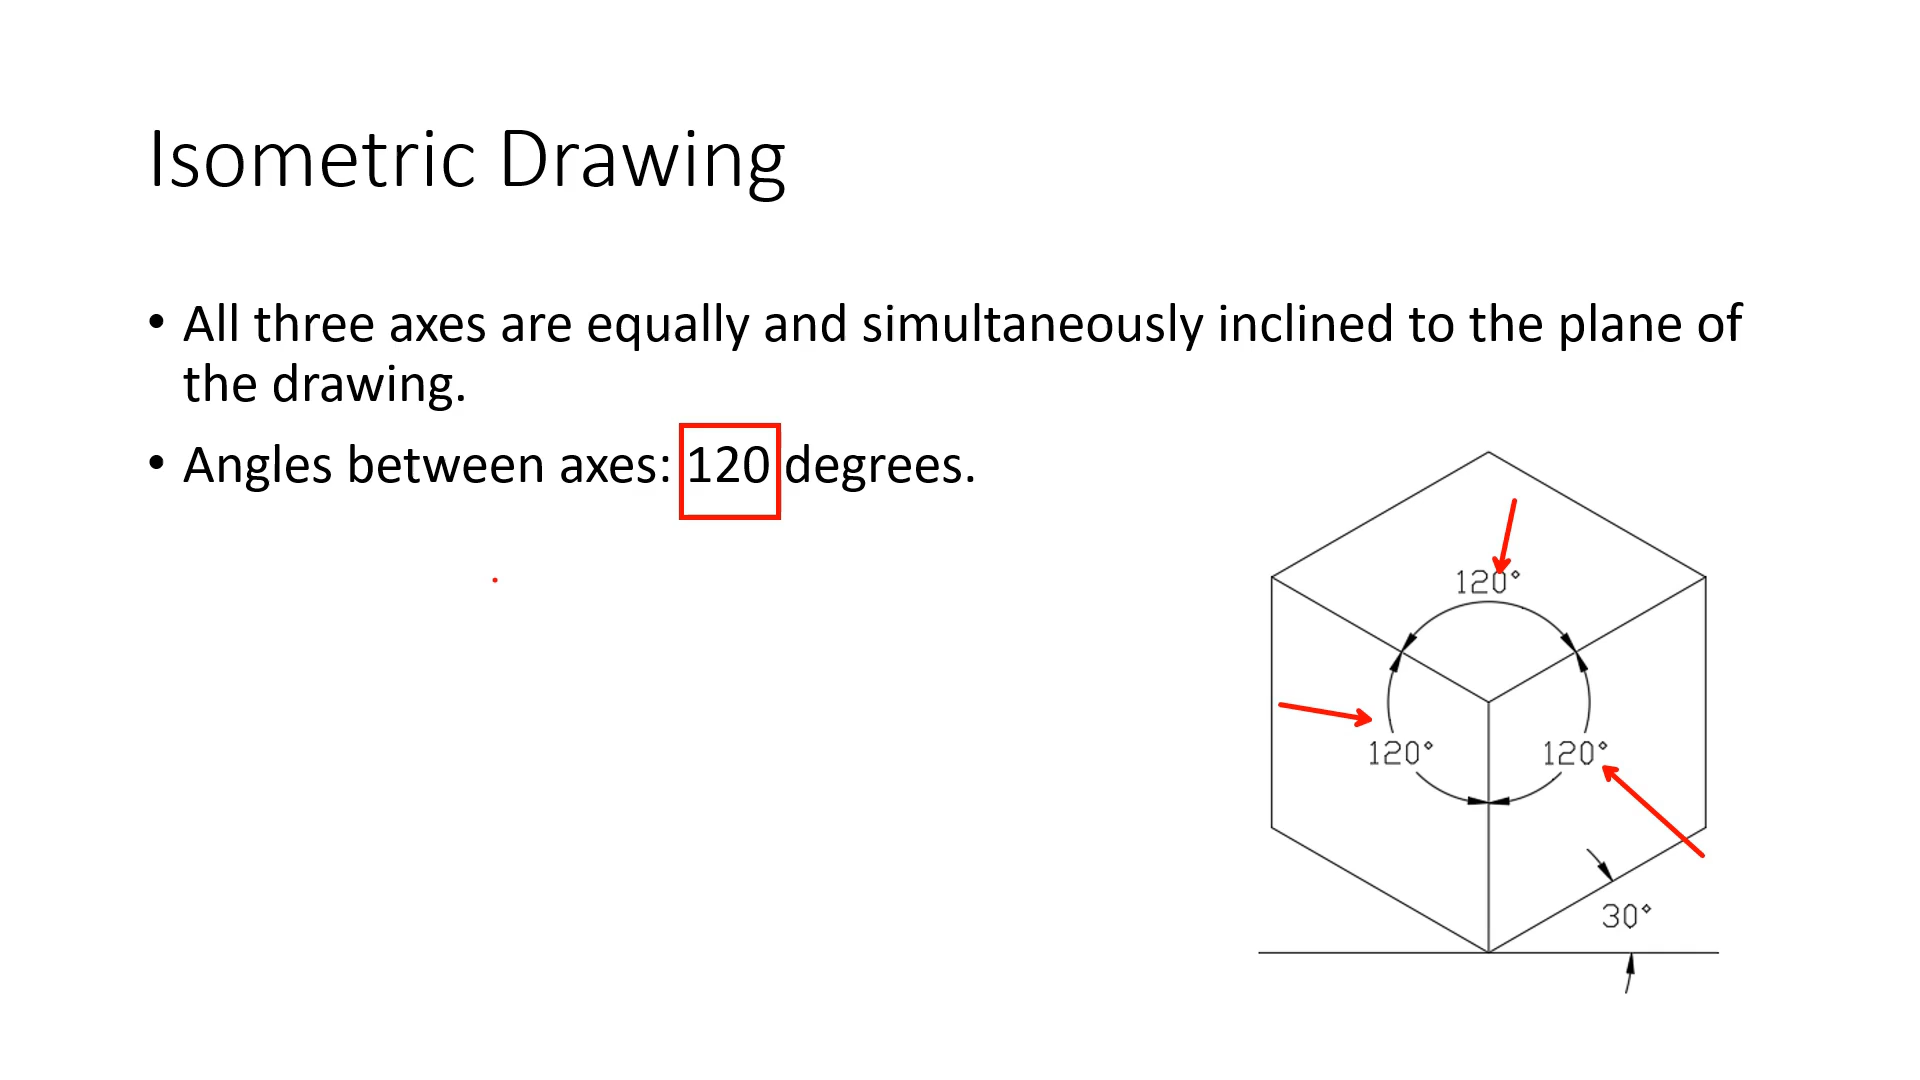 Isometric Drawing
• All three axes are equally and simultaneously inclined to the plane of
the drawing.
• Angles between axes: 120 degrees.
120°
120°
120°
30°